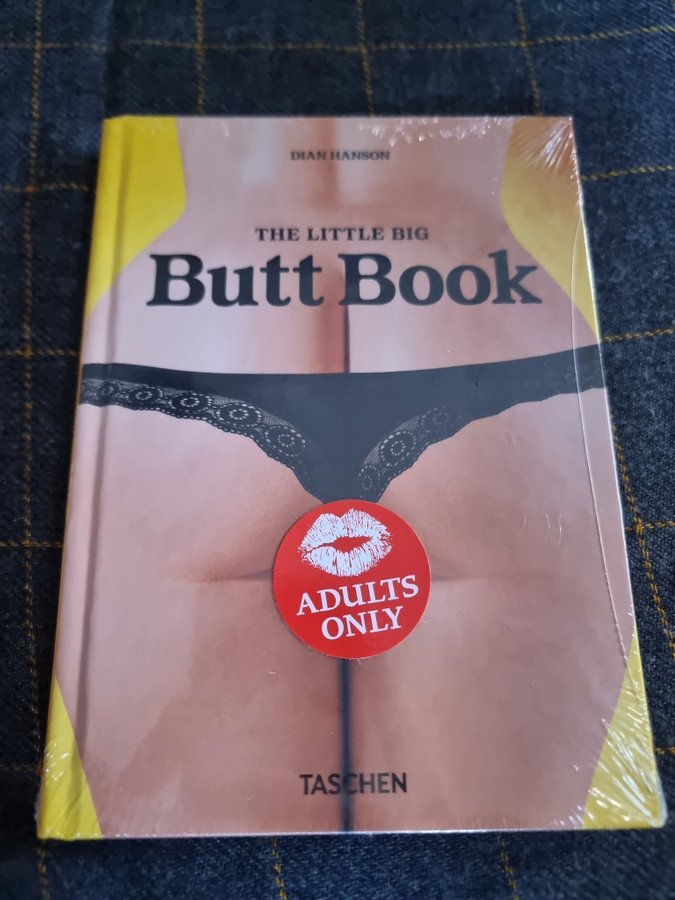 DIAN HANSON
THE LITTLE BIG
Butt Book
ADULTS
ONLY
TASCHEN